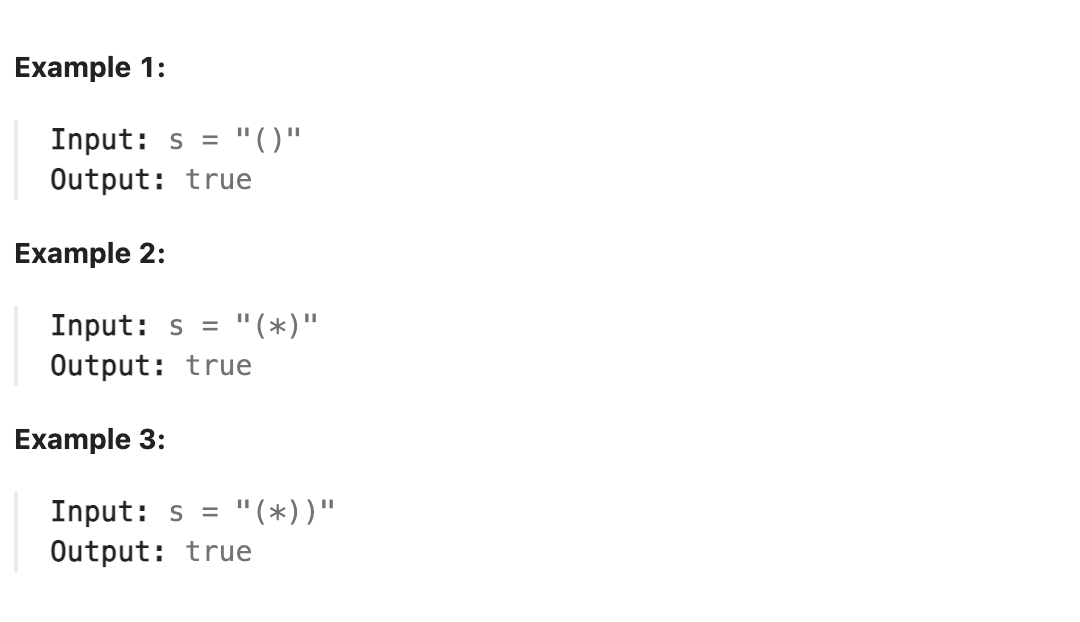 Example 1:
Input: s = "()"
Output: true
Example 2:
Input: s = "(*)"
Output: true
Example 3:
Input: s = "(*))"
Output: true